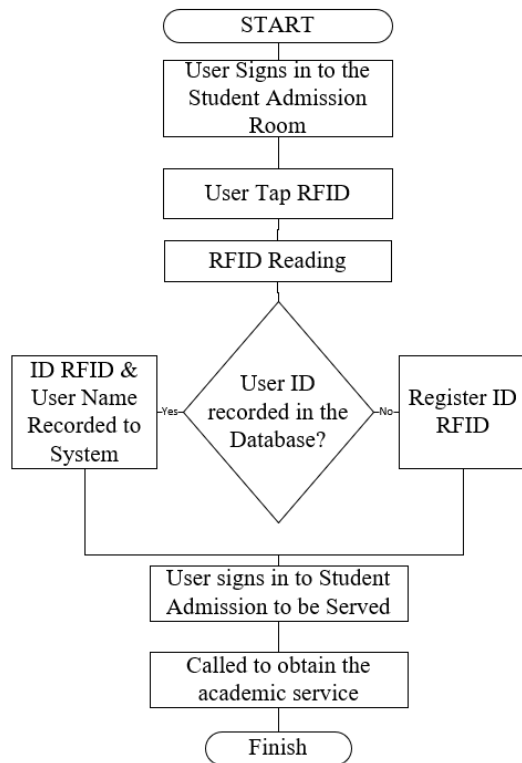 START
User Signs in to the
Student Admission
Room
User Tap RFID
RFID Reading
User ID
recorded in the
Database?
Yes
ID RFID &
User Name
Recorded to
System
No
Register ID
RFID
User signs in to Student
Admission to be Served
Called to obtain the
academic service
Finish